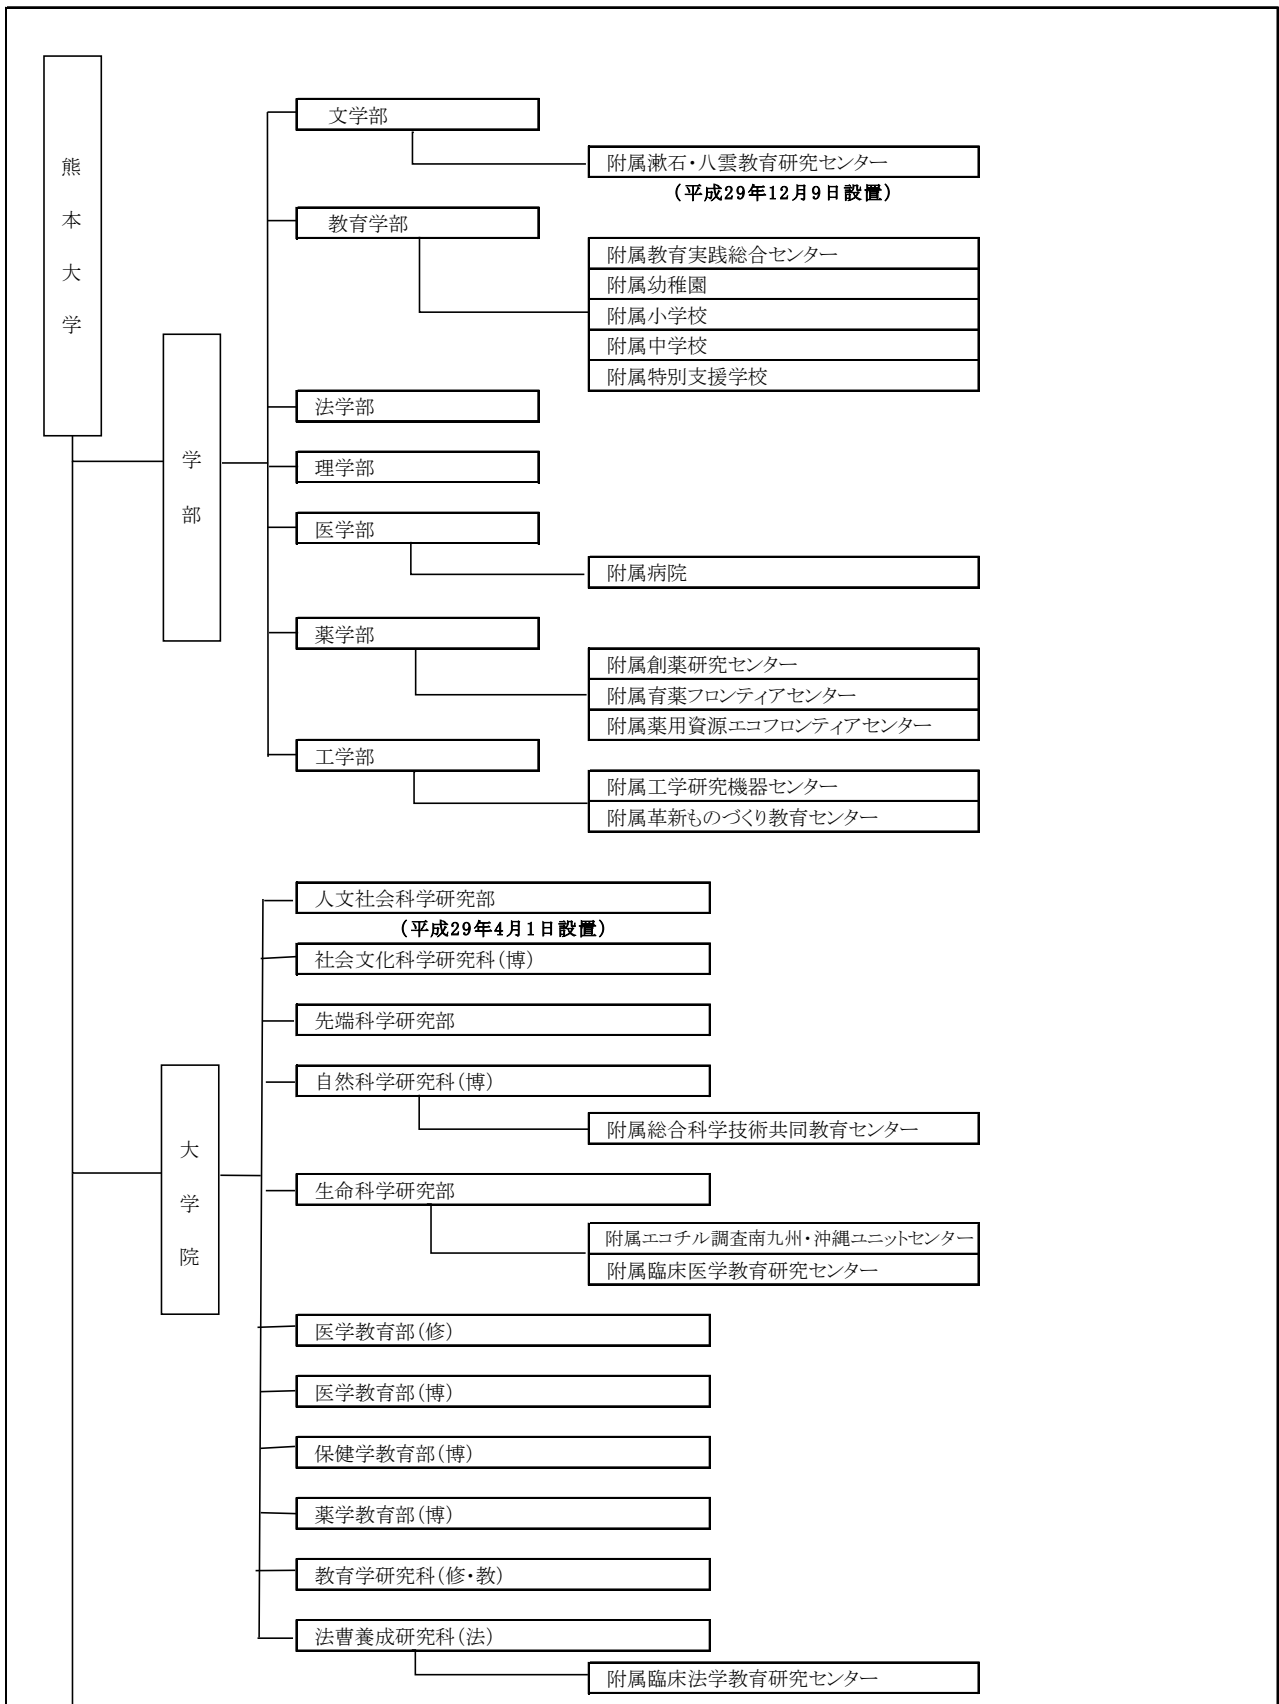 熊本大学
学部
文学部
附属漱石・八雲教育研究センター
（平成29年12月9日設置）
教育学部
附属教育実践総合センター
附属幼稚園
附属小学校
附属中学校
附属特別支援学校
法学部
理学部
医学部
附属病院
薬学部
附属創薬研究センター
附属育薬フロンティアセンター
附属薬用資源エコフロンティアセンター
工学部
附属工学研究機器センター
附属革新ものづくり教育センター
大学院
人文社会科学研究部
（平成29年4月1日設置）
社会文化科学研究科（博）
先端科学研究部
自然科学研究科（博）
附属総合科学技術共同教育センター
生命科学研究部
附属エコチル調査南九州・沖縄ユニットセンター
附属臨床医学教育研究センター
医学教育部（修）
医学教育部（博）
保健学教育部（博）
薬学教育部（博）
教育学研究科（修・教）
法曹養成研究科（法）
附属臨床法学教育研究センター